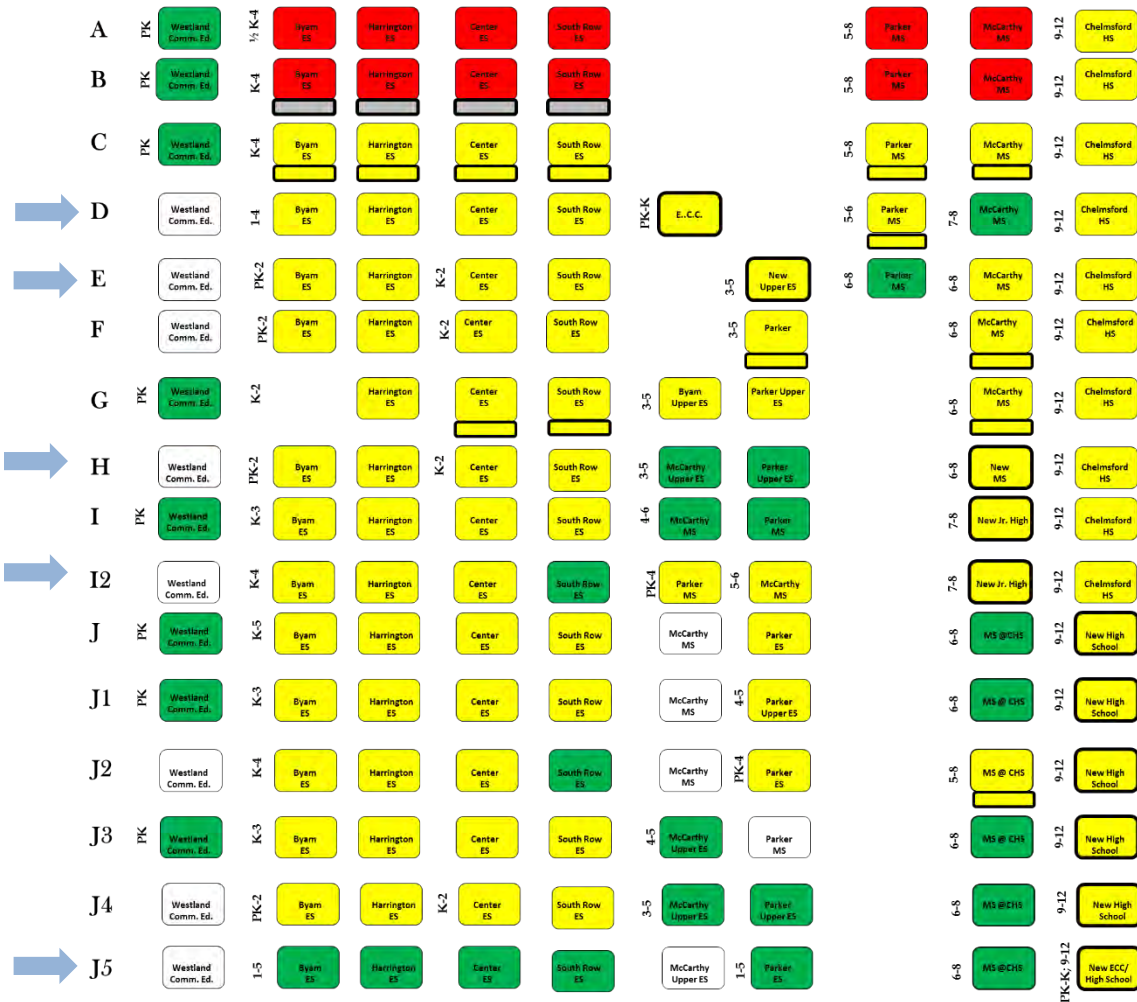 A PK Westland Comm. Ed. ½ K-4 Byam ES Harrington ES Center ES South Row ES 5-8 Parker MS McCarthy MS 9-12 Chelmsford HS
B PK Westland Comm. Ed. K-4 Byam ES Harrington ES Center ES South Row ES 5-8 Parker MS McCarthy MS 9-12 Chelmsford HS
C PK Westland Comm. Ed. K-4 Byam ES Harrington ES Center ES South Row ES 5-8 Parker MS McCarthy MS 9-12 Chelmsford HS
D Westland Comm. Ed. 1-4 Byam ES Harrington ES Center ES South Row ES PK-K E..C.C. 5-6 Parker MS 7-8 McCarthy MS 9-12 Chelmsford HS
E Westland Comm. Ed. PK-2 Byam ES Harrington ES K-2 Center ES South Row ES 3-5 New Upper ES 6-8 Parker MS 6-8 McCarthy MS 9-12 Chelmsford HS
F Westland Comm. Ed. PK-2 Byam ES Harrington ES K-2 Center ES South Row ES 3-5 Parker 6-8 McCarthy MS 9-12 Chelmsford HS
G PK Westland Comm. Ed. K-2 Harrington ES Center ES South Row ES 3-5 Byam Upper ES Parker Upper ES 6-8 McCarthy MS 9-12 Chelmsford HS
H Westland Comm. Ed. PK-2 Byam ES Harrington ES K-2 Center ES South Row ES 3-5 McCarthy Upper ES Parker Upper ES 6-8 New MS 9-12 Chelmsford HS
I PK Westland Comm. Ed. K-3 Byam ES Harrington ES Center ES South Row ES 4-6 McCarthy MS Parker MS 7-8 New Jr. High 9-12 Chelmsford HS
I2 Westland Comm. Ed. K-4 Byam ES Harrington ES Center ES South Row ES PK-4 Parker MS 5-6 McCarthy MS 7-8 New Jr. High 9-12 Chelmsford HS
J PK Westland Comm. Ed. K-5 Byam ES Harrington ES Center ES South Row ES McCarthy MS Parker ES 6-8 MS @CHS 9-12 New High School
J1 PK Westland Comm. Ed. K-3 Byam ES Harrington ES Center ES South Row ES McCarthy MS 4-5 Parker Upper ES 6-8 MS @ CHS 9-12 New High School
J2 Westland Comm. Ed. K-4 Byam ES Harrington ES Center ES South Row ES McCarthy MS PK-4 Parker ES 5-8 MS @ CHS 9-12 New High School
J3 PK Westland Comm. Ed. K-3 Byam ES Harrington ES Center ES South Row ES 4-5 McCarthy Upper ES Parker MS 6-8 MS @ CHS 9-12 New High School
J4 Westland Comm. Ed. PK-2 Byam ES Harrington ES K-2 Center ES South Row ES 3-5 McCarthy Upper ES Parker Upper ES 6-8 MS @CHS 9-12 New High School
J5 Westland Comm. Ed. 1-5 Byam ES Harrington ES Center ES South Row ES McCarthy Upper ES 1-5 Parker ES 6-8 MS @CHS PK-K; 9-12 New ECC/ High School